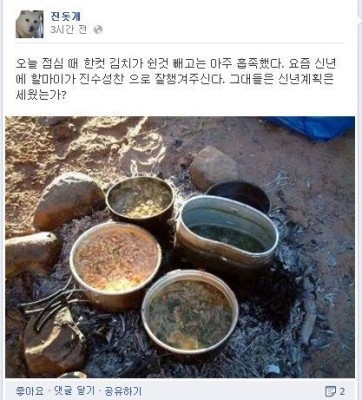 진돗개
3시간 전
오늘 점심 때 한컷 김치가 쉰것 빼고는 아주 흡족했다. 요즘 신년
에 할마이가 진수성찬 으로 잘챙겨주신다. 그대들은 신년계획은
세웠는가?
좋아요 · 댓글 달기 · 공유하기 2